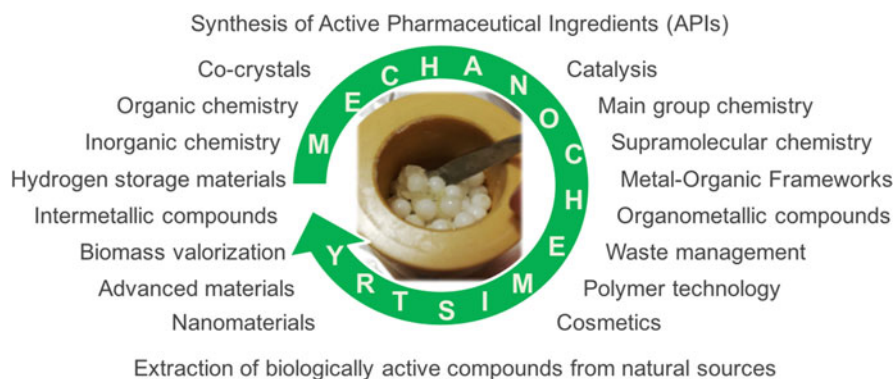 Synthesis of Active Pharmaceutical Ingredients (APIs)
Co-crystals
Organic chemistry
Inorganic chemistry
Hydrogen storage materials
Intermetallic compounds
Biomass valorization
Advanced materials
Nanomaterials
MECHANOCHEMISTRY
Catalysis
Main group chemistry
Supramolecular chemistry
Metal-Organic Frameworks
Organometallic compounds
Waste management
Polymer technology
Cosmetics
Extraction of biologically active compounds from natural sources